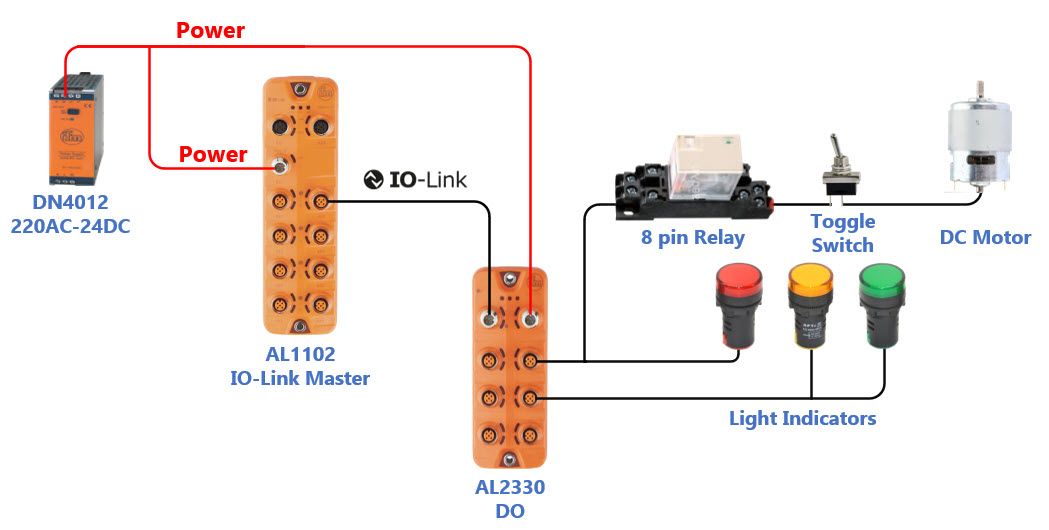 Power
Power
DN4012
220AC-24DC
IO-Link
AL1102
IO-Link Master
8 pin Relay
Toggle
Switch
DC Motor
Light Indicators
AL2330
DO